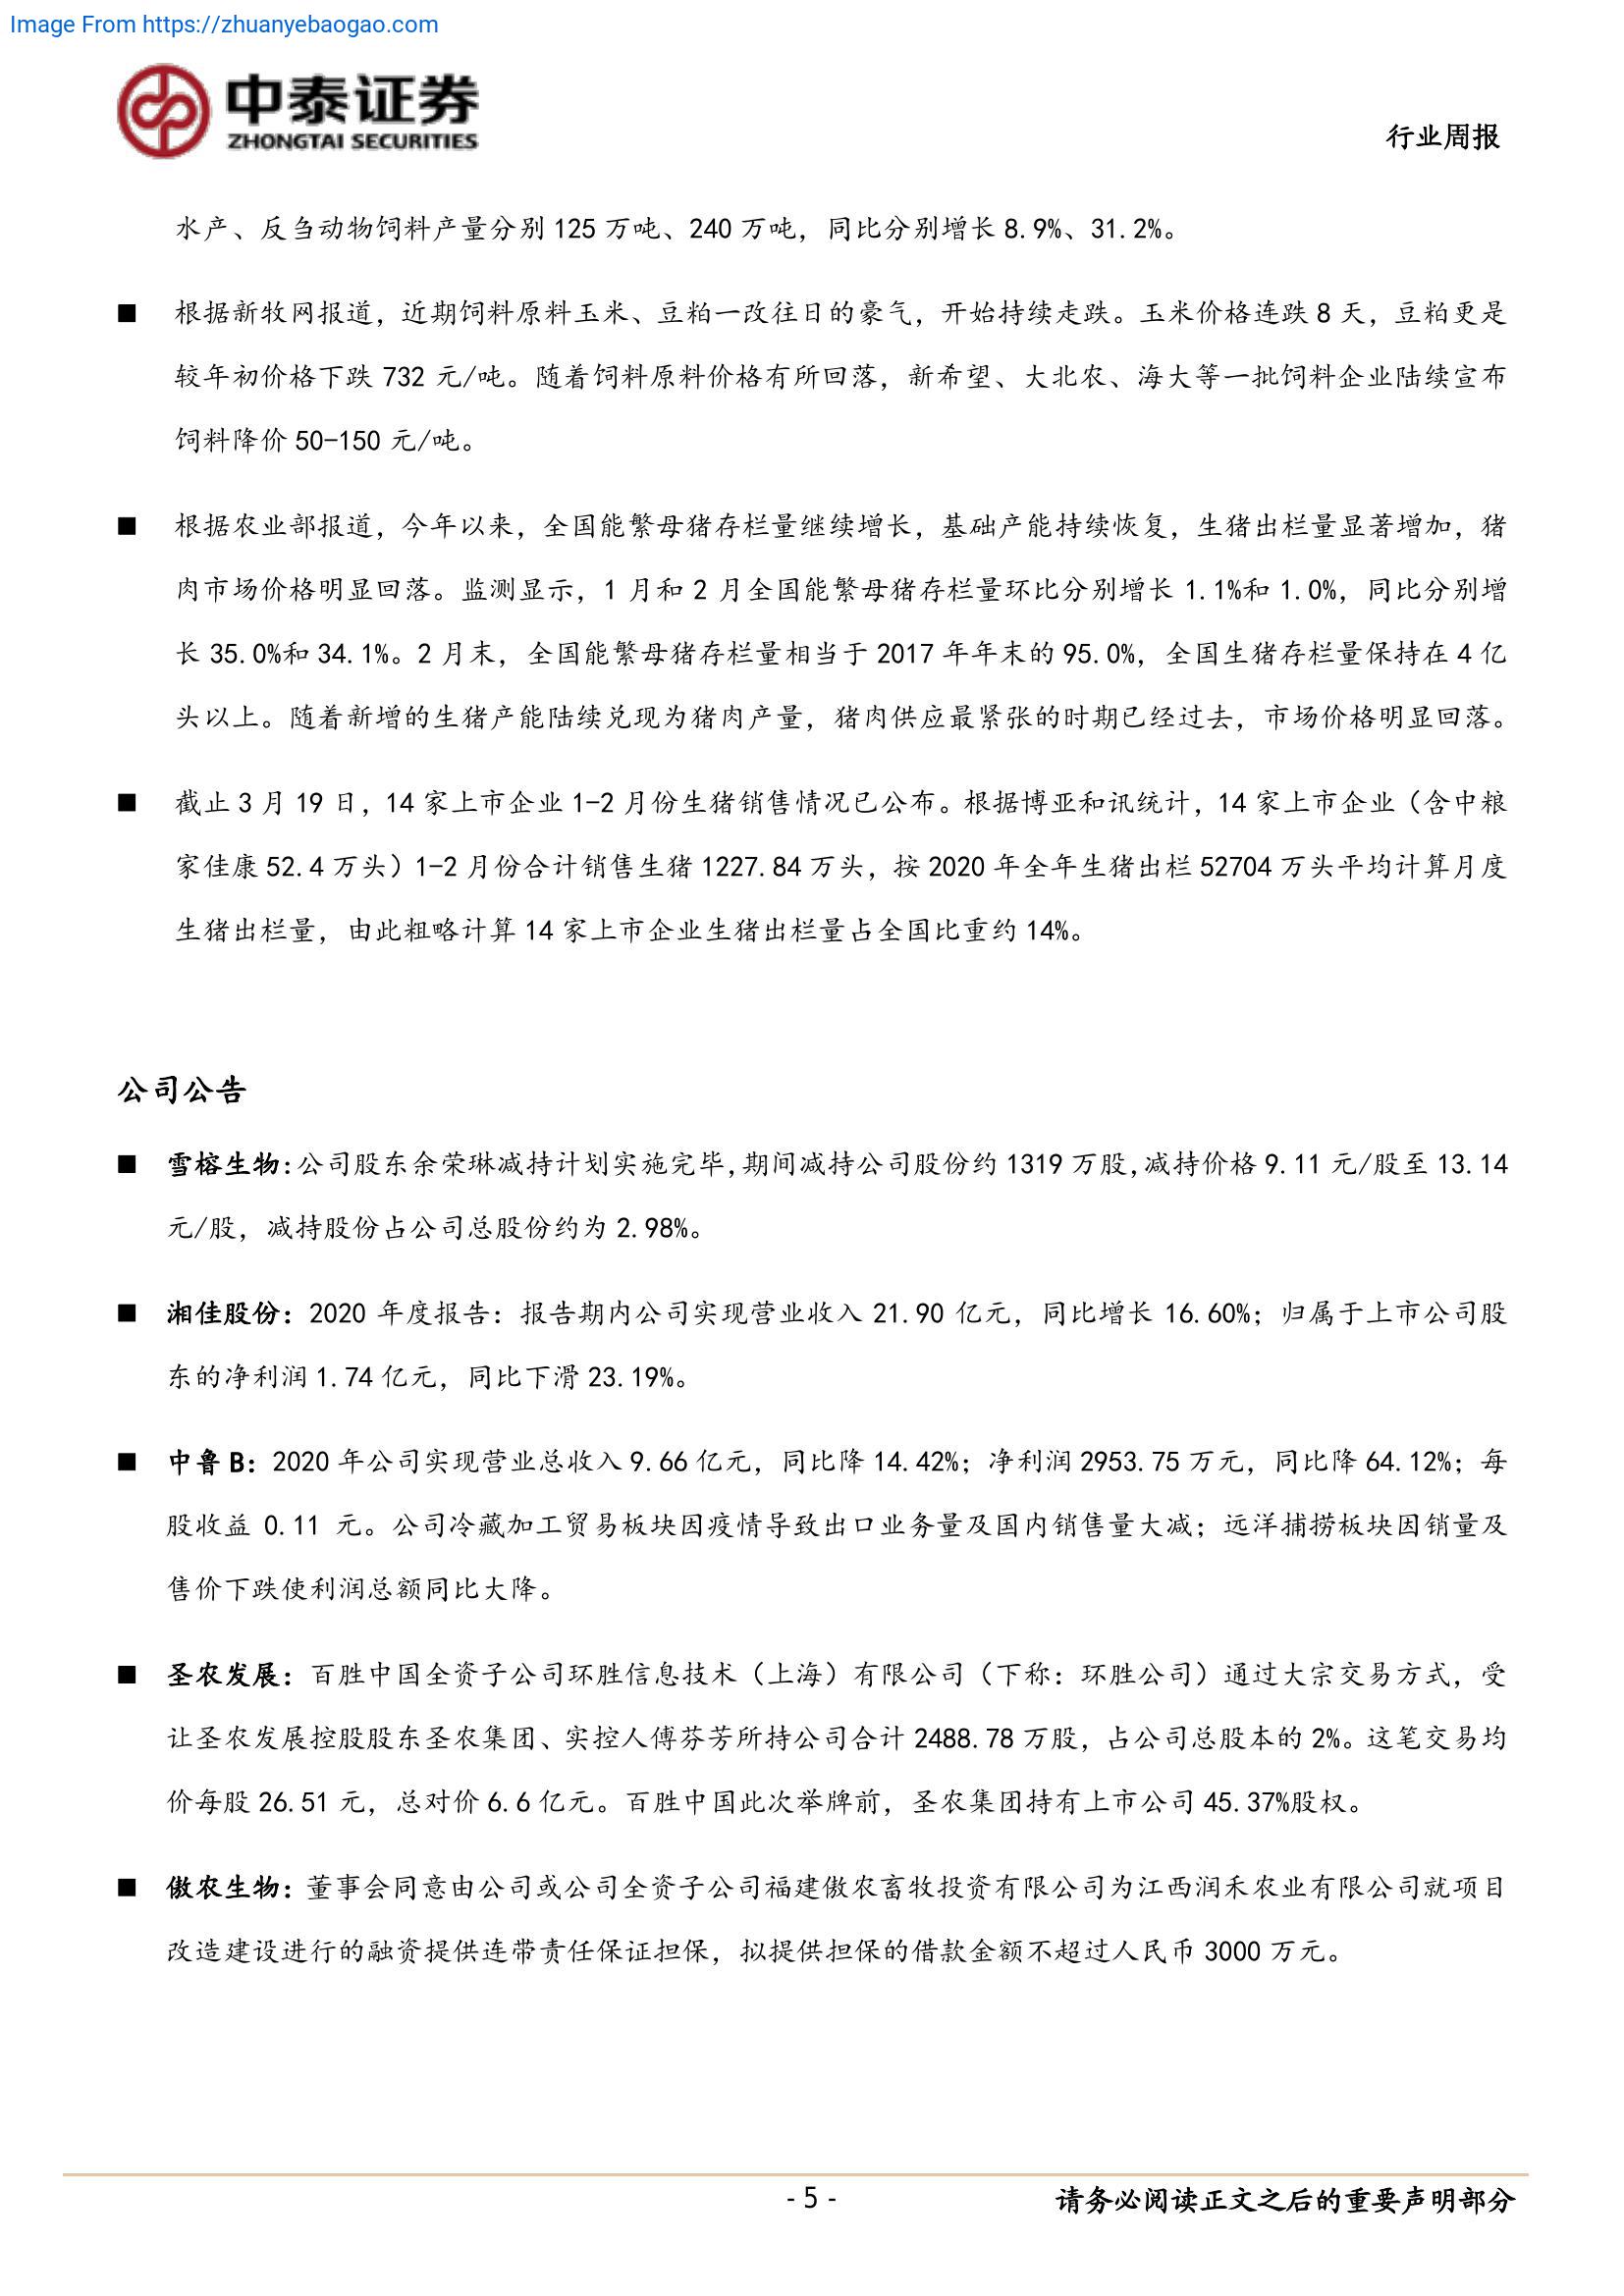 Image From https://zhuanyebaogao.com
中泰证券
ZHONGTAI SECURITIES
行业周报
水产、反刍动物饲料产量分别 125 万吨、240 万吨，同比分别增长 8.9%、31.2%。
■ 根据新牧网报道，近期饲料原料玉米、豆粕一改往日的豪气，开始持续走跌。玉米价格连跌 8 天，豆粕更是
较年初价格下跌 732 元/吨。随着饲料原料价格有所回落，新希望、大北农、海大等一批饲料企业陆续宣布
饲料降价 50-150 元/吨。
■ 根据农业部报道，今年以来，全国能繁母猪存栏量继续增长，基础产能持续恢复，生猪出栏量显著增加，猪
肉市场价格明显回落。监测显示，1 月和 2 月全国能繁母猪存栏量环比分别增长 1.1%和 1.0%，同比分别增
长 35.0%和 34.1%。2 月末，全国能繁母猪存栏量相当于 2017 年年末的 95.0%，全国生猪存栏量保持在 4 亿
头以上。随着新增的生猪产能陆续兑现为猪肉产量，猪肉供应最紧张的时期已经过去，市场价格明显回落。
■ 截止 3 月 19 日，14 家上市企业 1-2 月份生猪销售情况已公布。根据博亚和讯统计，14 家上市企业（含中粮
家佳康 52.4 万头）1-2 月份合计销售生猪 1227.84 万头，按 2020 年全年生猪出栏 52704 万头平均计算月度
生猪出栏量，由此粗略计算 14 家上市企业生猪出栏量占全国比重约 14%。
公司公告
■ 雪榕生物:公司股东余荣琳减持计划实施完毕,期间减持公司股份约 1319 万股,减持价格 9.11 元/股至 13.14
元/股，减持股份占公司总股份约为 2.98%。
■ 湘佳股份：2020 年度报告：报告期内公司实现营业收入 21.90 亿元，同比增长 16.60%；归属于上市公司股
东的净利润 1.74 亿元，同比下滑 23.19%。
■ 中鲁 B：2020 年公司实现营业总收入 9.66 亿元，同比降 14.42%；净利润 2953.75 万元，同比降 64.12%；每
股收益 0.11 元。公司冷藏加工贸易板块因疫情导致出口业务量及国内销售量大减；远洋捕捞板块因销量及
售价下跌使利润总额同比大降。
■ 圣农发展：百胜中国全资子公司环胜信息技术（上海）有限公司（下称：环胜公司）通过大宗交易方式，受
让圣农发展控股股东圣农集团、实控人傅芬芳所持公司合计 2488.78 万股，占公司总股本的 2%。这笔交易均
价每股 26.51 元，总对价 6.6 亿元。百胜中国此次举牌前，圣农集团持有上市公司 45.37%股权。
■ 傲农生物：董事会同意由公司或公司全资子公司福建傲农畜牧投资有限公司为江西润禾农业有限公司就项目
改造建设进行的融资提供连带责任保证担保，拟提供担保的借款金额不超过人民币 3000 万元。
- 5 -
请务必阅读正文之后的重要声明部分